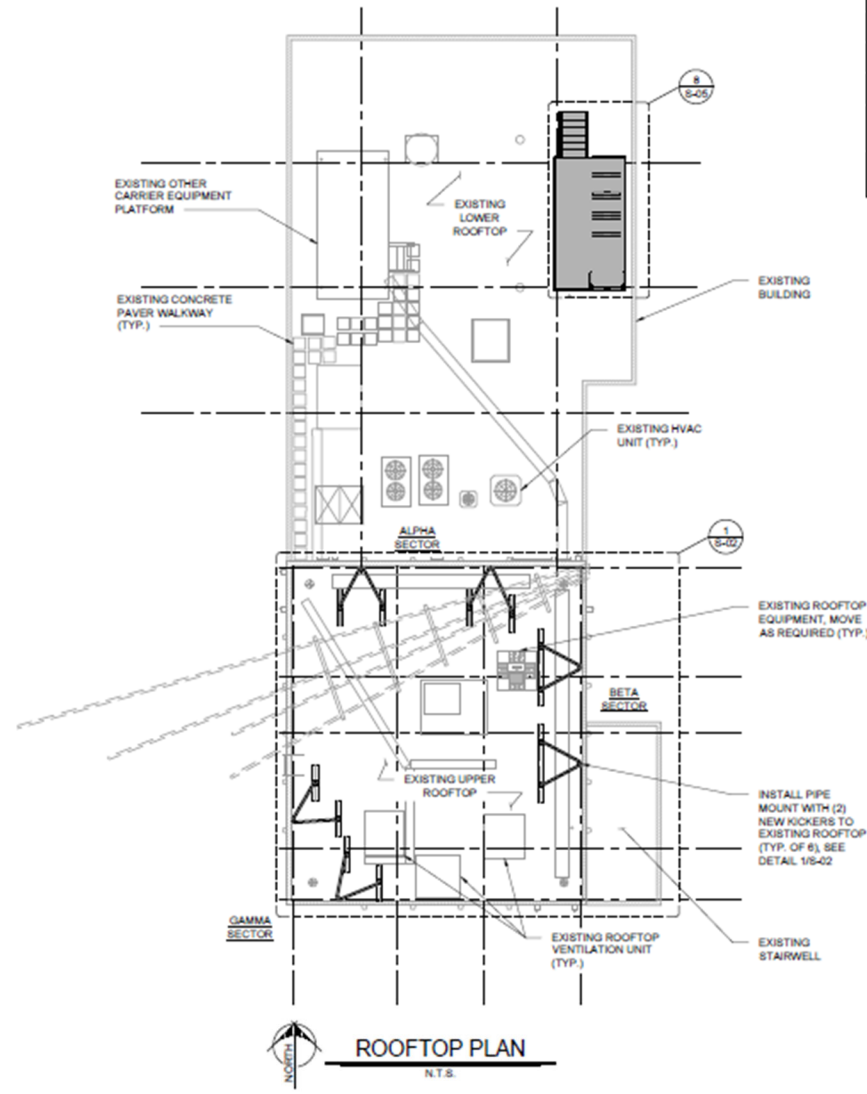 8
S-05
EXISTING OTHER
CARRIER EQUIPMENT
PLATFORM
EXISTING
LOWER
ROOFTOP
EXISTING
BUILDING
EXISTING CONCRETE
PAVER WALKWAY
(TYP.)
EXISTING HVAC
UNIT (TYP.)
ALPHA
SECTOR
1
S-02
EXISTING ROOFTOP
EQUIPMENT, MOVE
AS REQUIRED (TYP.)
BETA
SECTOR
EXISTING UPPER
ROOFTOP
INSTALL PIPE
MOUNT WITH (2)
NEW KICKERS TO
EXISTING ROOFTOP
(TYP. OF 6), SEE
DETAIL 1/S-02
GAMMA
SECTOR
EXISTING ROOFTOP
VENTILATION UNIT
(TYP.)
EXISTING
STAIRWELL
NORTH
ROOFTOP PLAN
N.T.S.